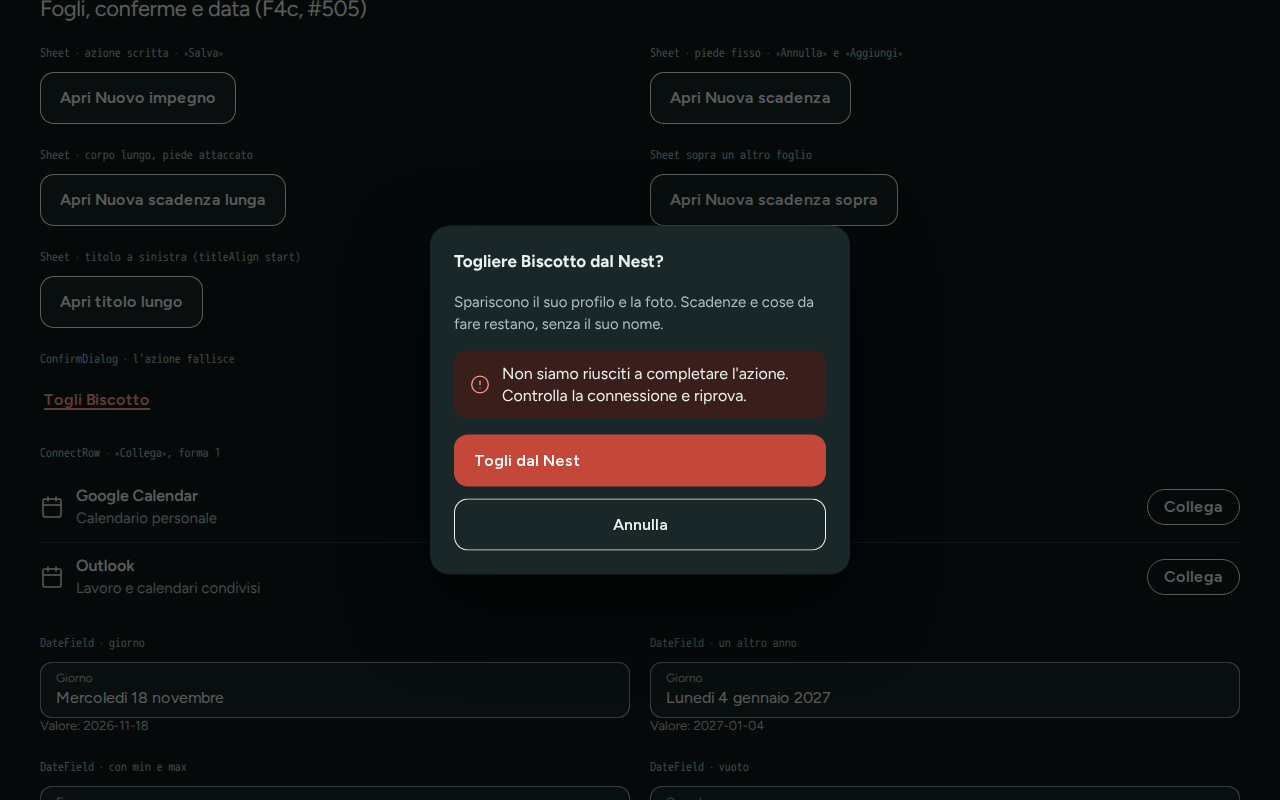 Fogli, conferme e data (F4c, #505)
Sheet · azione scritta · «Salva»
Sheet · piede fisso · «Annulla» e «Aggiungi»
Apri Nuovo impegno
Apri Nuova scadenza
Sheet · corpo lungo, piede attaccato
Sheet sopra un altro foglio
Apri Nuova scadenza lunga
Apri Nuova scadenza sopra
Sheet · titolo a sinistra (titleAlign start)
Apri titolo lungo
ConfirmDialog · l'azione fallisce
Togli Biscotto
Togliere Biscotto dal Nest?
Spariscono il suo profilo e la foto. Scadenze e cose da
fare restano, senza il suo nome.
Non siamo riusciti a completare l'azione.
Controlla la connessione e riprova.
Togli dal Nest
Annulla
ConnectRow · «Collega», forma 1
Google Calendar
Calendario personale
Collega
Outlook
Lavoro e calendari condivisi
Collega
DateField · giorno
DateField · un altro anno
Giorno
Mercoledì 18 novembre
Giorno
Lunedì 4 gennaio 2027
Valore: 2026-11-18
Valore: 2027-01-04
DateField · con min e max
DateField · vuoto